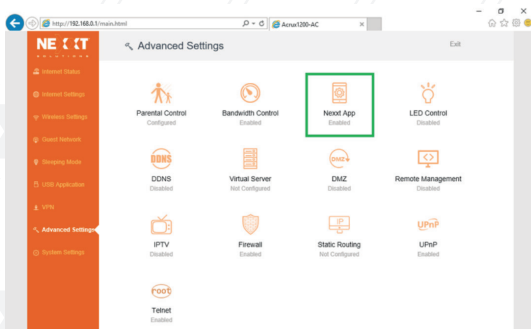 http://192.168.0.1/main.html
Acrux1200-AC
NEXXT
SOLUTIONS
Advanced Settings
Exit
Internet Status
Internet Settings
Wireless Settings
Guest Network
Sleeping Mode
USB Application
VPN
Advanced Settings
System Settings
Parental Control
Configured
Bandwidth Control
Enabled
Nexxt App
Enabled
LED Control
Disabled
DDNS
DDNS
Disabled
Virtual Server
Not Configured
DMZ
DMZ
Disabled
Remote Management
Disabled
IPTV
Disabled
Firewall
Enabled
IP
Static Routing
Not Configured
UPnP
UPnP
Enabled
root
Telnet
Enabled